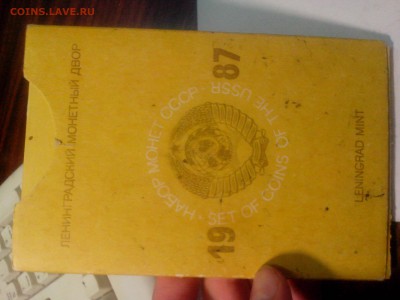 COINS.LAVE.RU
ЛЕНИНГРАДСКИЙ МОНЕТНЫЙ ДВОР
19 87
НАБОР МОНЕТ СССР · SET OF COINS OF THE USSR ·
LENINGRAD MINT